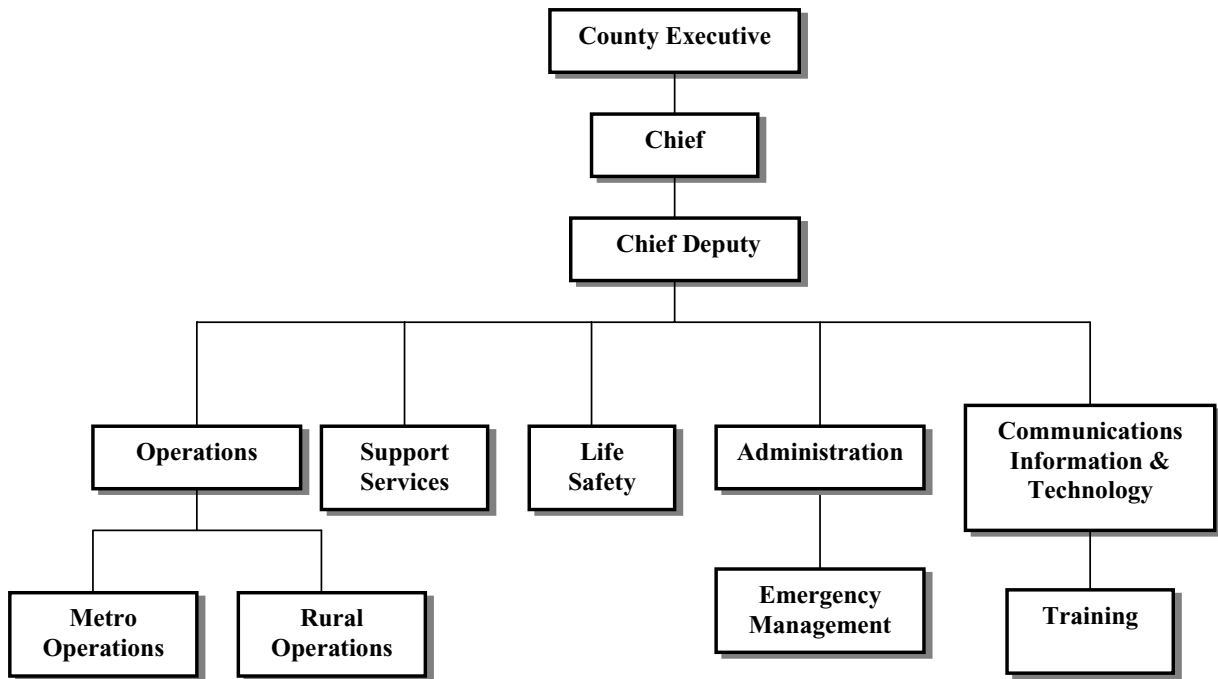 County Executive
Chief
Chief Deputy
Operations
Support
Services
Life
Safety
Administration
Communications
Information &
Technology
Metro
Operations
Rural
Operations
Emergency
Management
Training